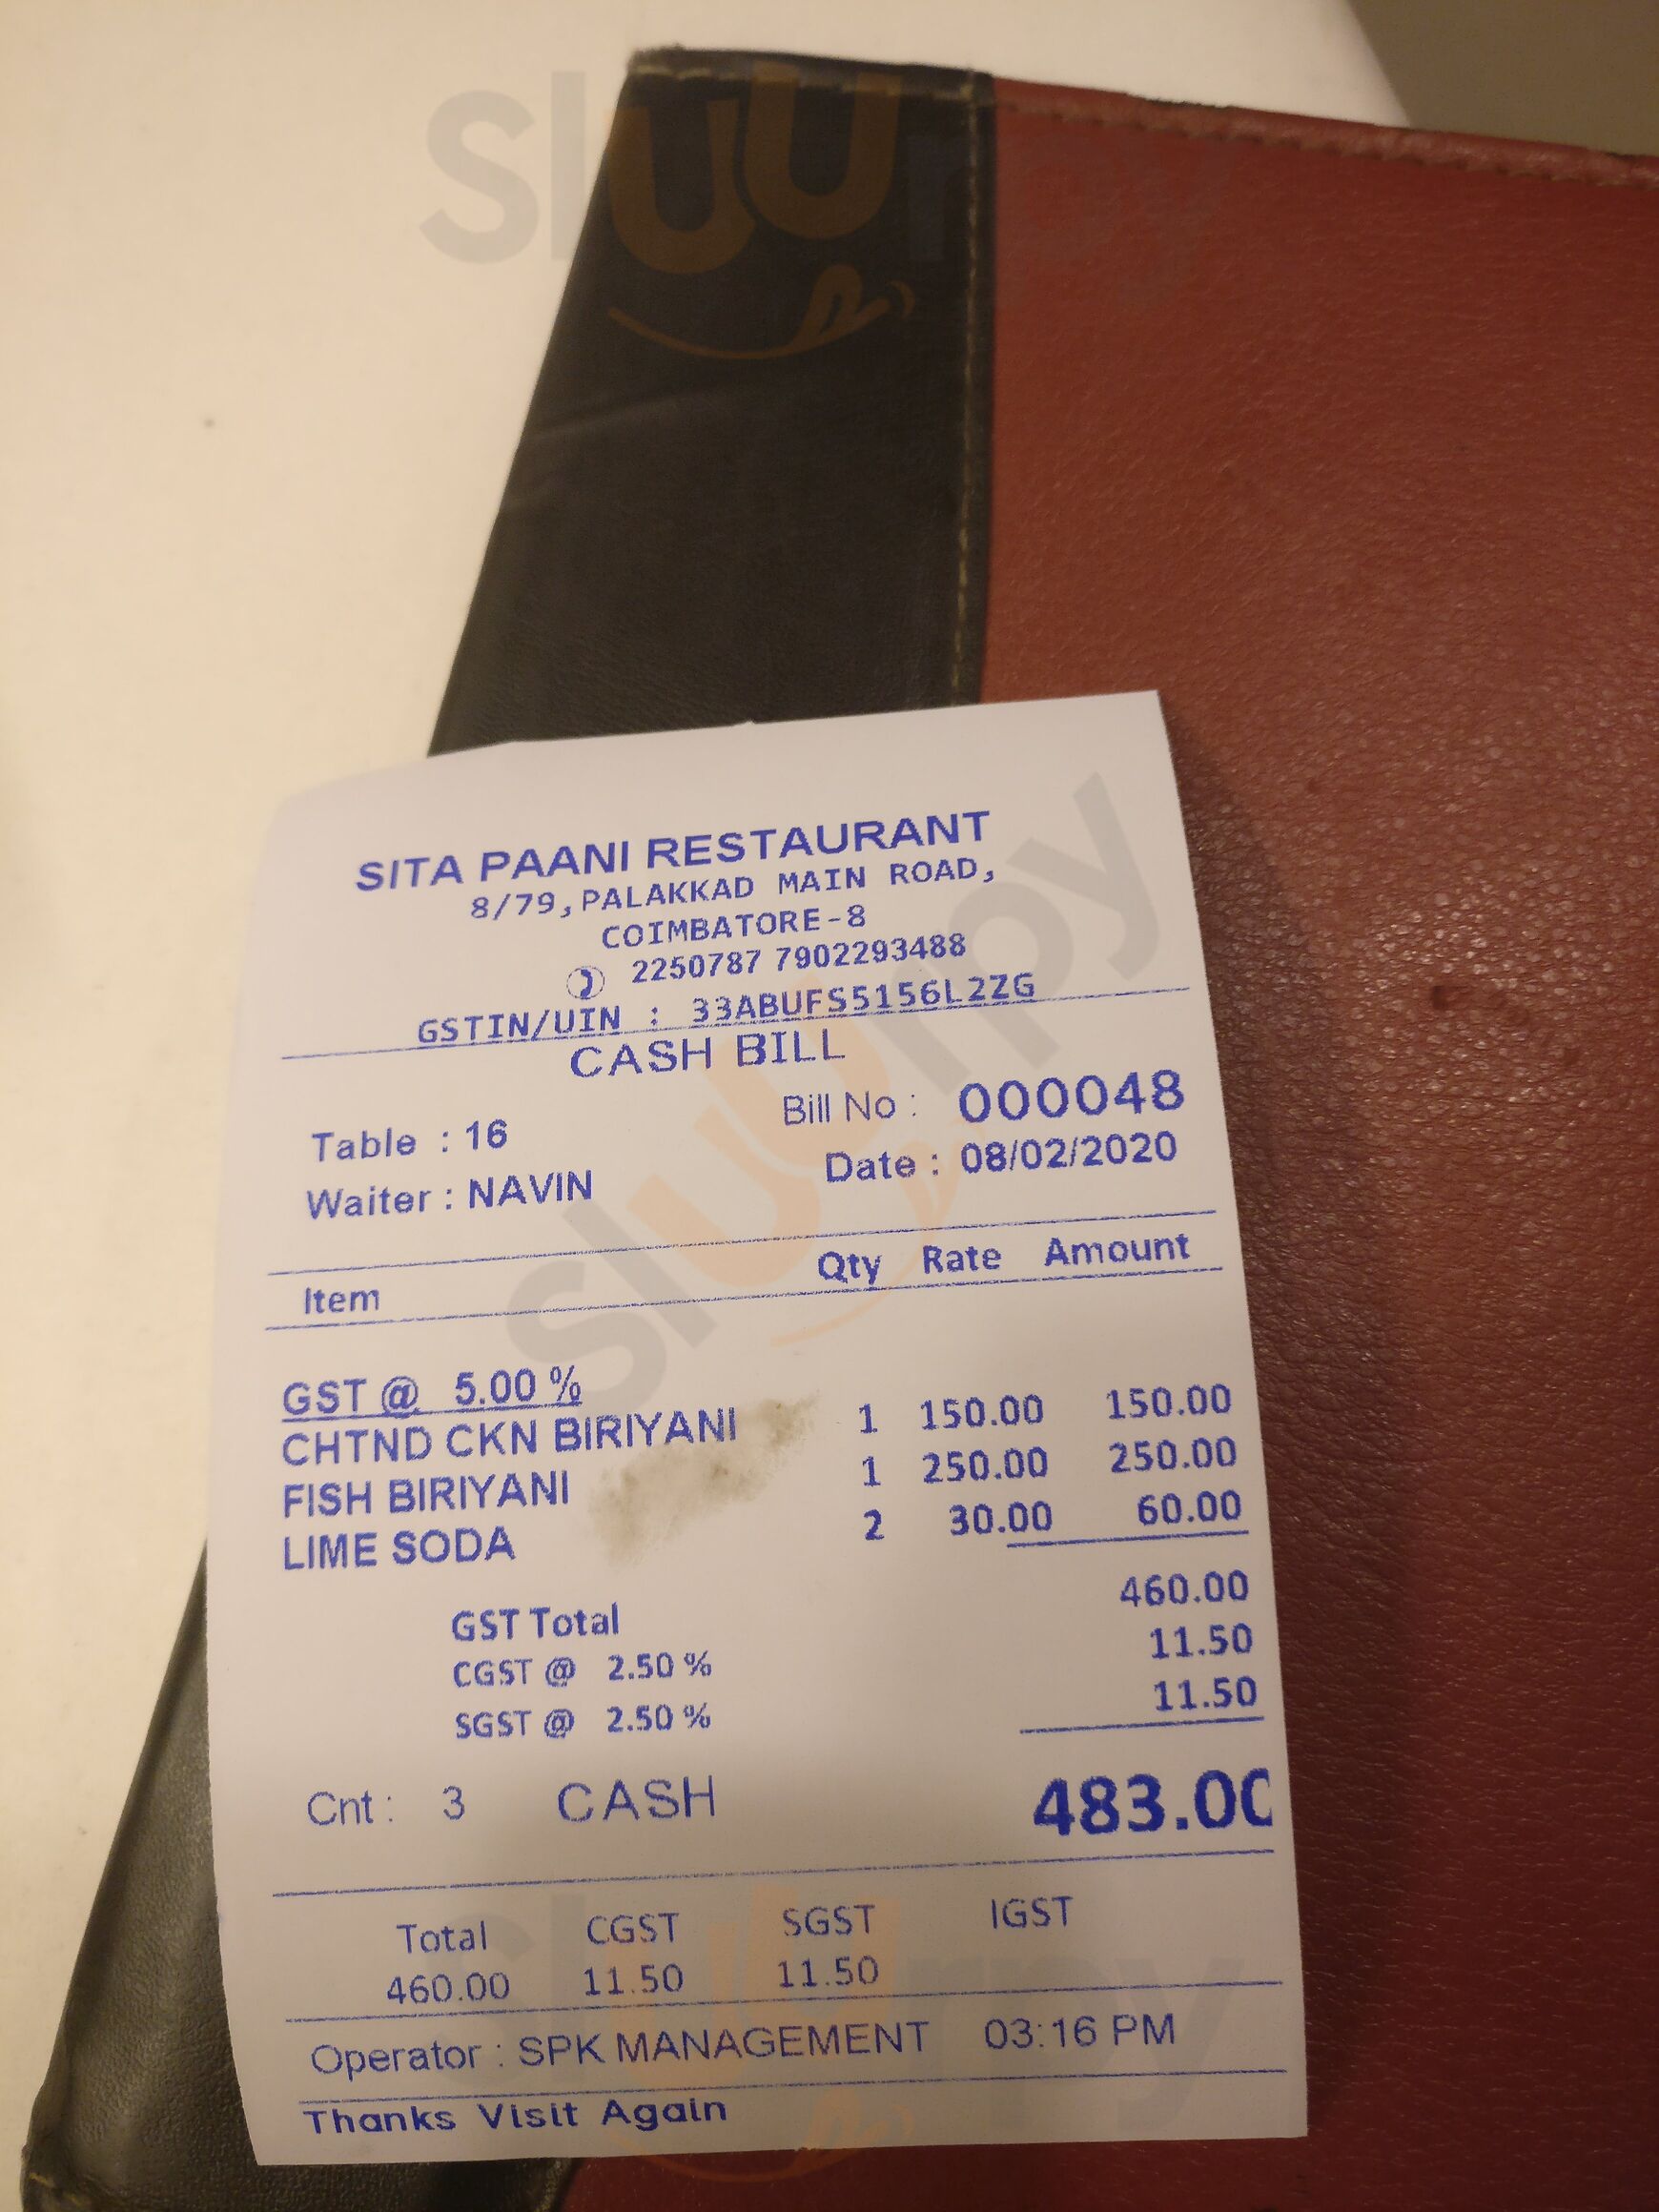 Sluurpy
SITA PAANI RESTAURANT
8/79,PALAKKAD MAIN ROAD,
COIMBATORE-8
2250787 7902293488
GSTIN/UIN : 33ABUFS5156L2ZG
CASH BILL
Bill No : 000048
Table : 16
Date : 08/02/2020
Waiter : NAVIN
Item Qty Rate Amount
GST @ 5.00 %
CHTND CKN BIRIYANI 1 150.00 150.00
FISH BIRIYANI 1 250.00 250.00
LIME SODA 2 30.00 60.00
GST Total 460.00
CGST @ 2.50 % 11.50
SGST @ 2.50 % 11.50
Cnt : 3 CASH 483.00
Total CGST SGST IGST
460.00 11.50 11.50
Operator : SPK MANAGEMENT 03:16 PM
Thanks Visit Again
Sluurpy
Sluurpy